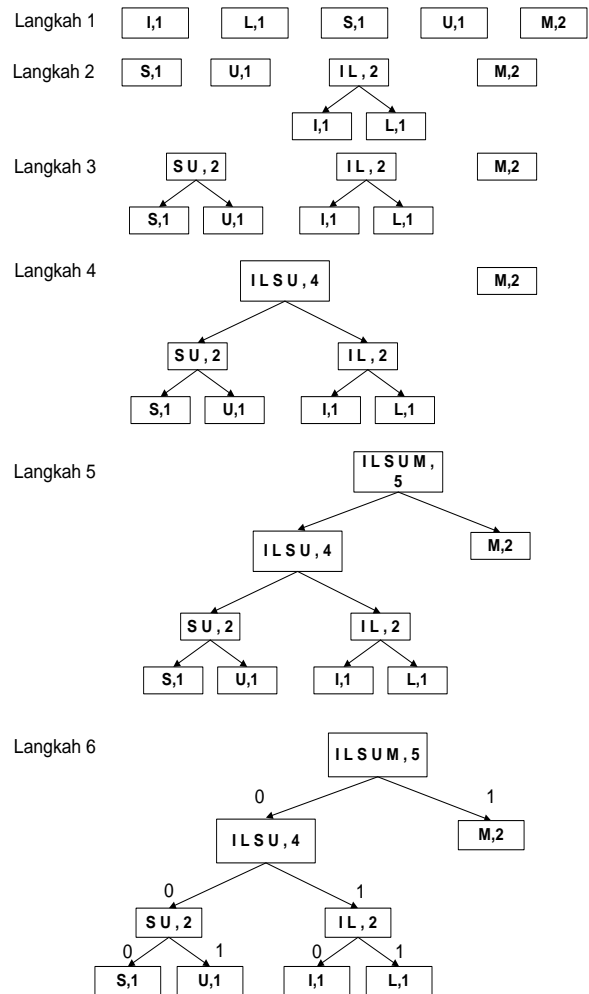 Langkah 1 I,1 L,1 S,1 U,1 M,2
Langkah 2 S,1 U,1 I L , 2 M,2
I,1 L,1
Langkah 3 S U , 2 I L , 2 M,2
S,1 U,1 I,1 L,1
Langkah 4 I L S U , 4 M,2
S U , 2 I L , 2
S,1 U,1 I,1 L,1
Langkah 5 I L S U M ,
5
I L S U , 4 M,2
S U , 2 I L , 2
S,1 U,1 I,1 L,1
Langkah 6 I L S U M , 5
0 1
I L S U , 4 M,2
0 1
S U , 2 I L , 2
0 1 0 1
S,1 U,1 I,1 L,1